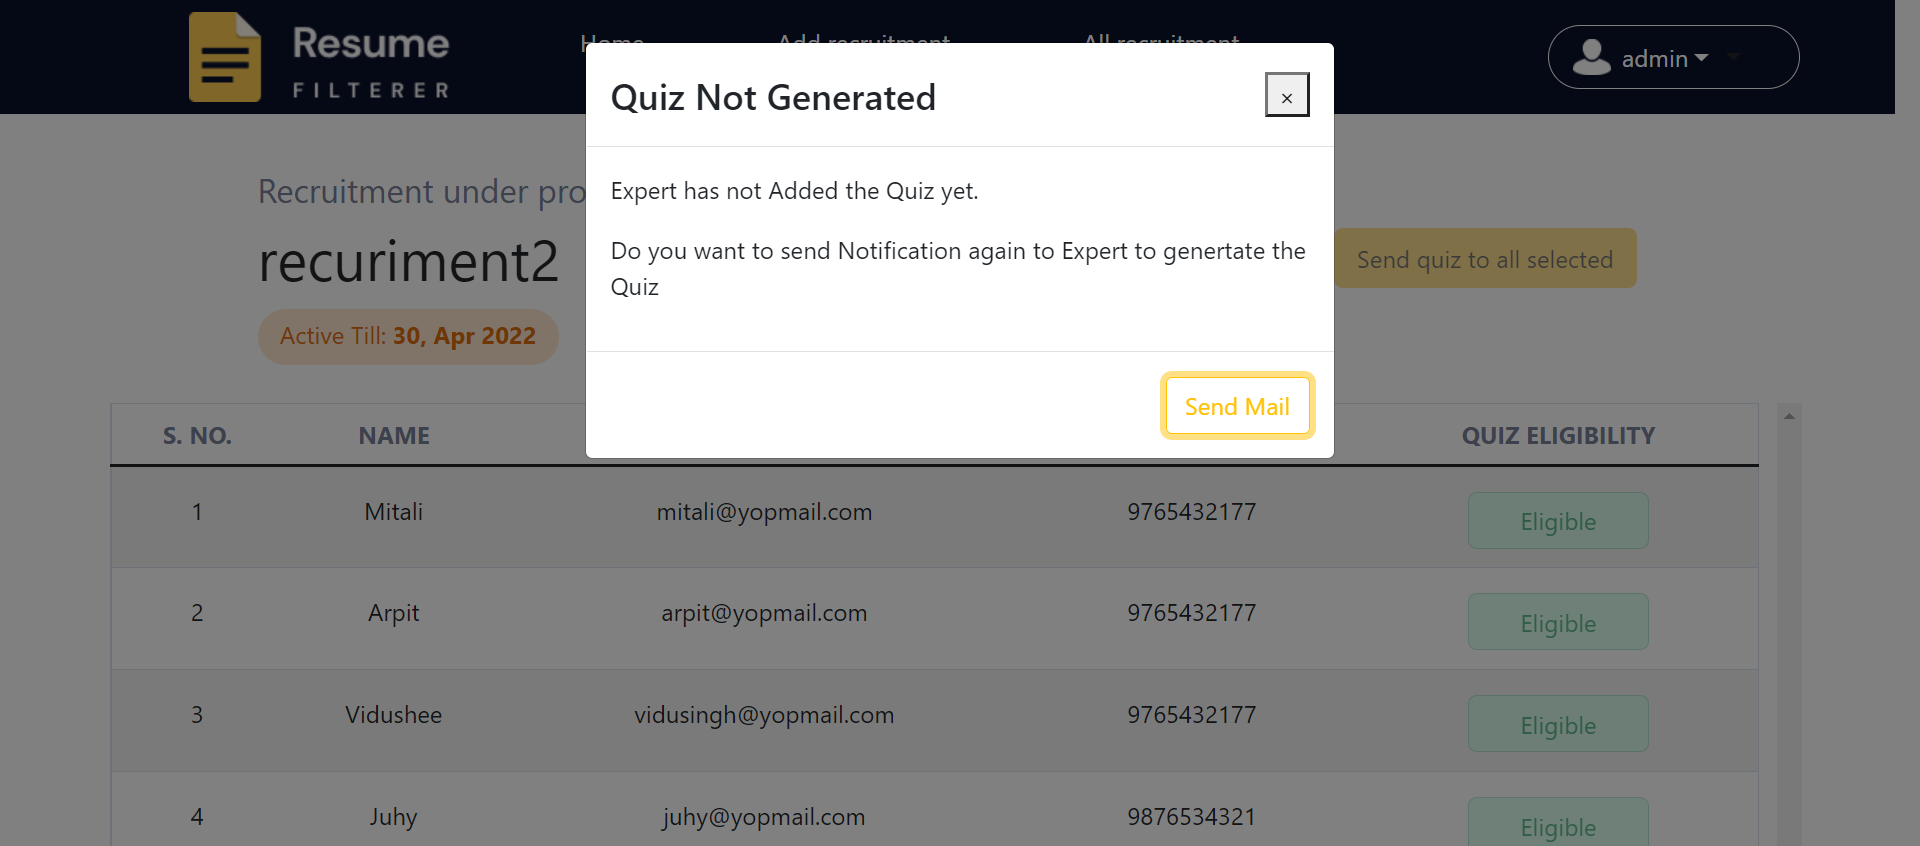 Resume
FILTERER
Home
Add recruitment
All recruitment
admin
Quiz Not Generated
×
Expert has not Added the Quiz yet.
Do you want to send Notification again to Expert to genertate the
Quiz
Send Mail
Recruitment under pro
recuriment2
Send quiz to all selected
Active Till: 30, Apr 2022
S. NO. NAME QUIZ ELIGIBILITY
1 Mitali mitali@yopmail.com 9765432177 Eligible
2 Arpit arpit@yopmail.com 9765432177 Eligible
3 Vidushee vidusingh@yopmail.com 9765432177 Eligible
4 Juhy juhy@yopmail.com 9876534321 Eligible